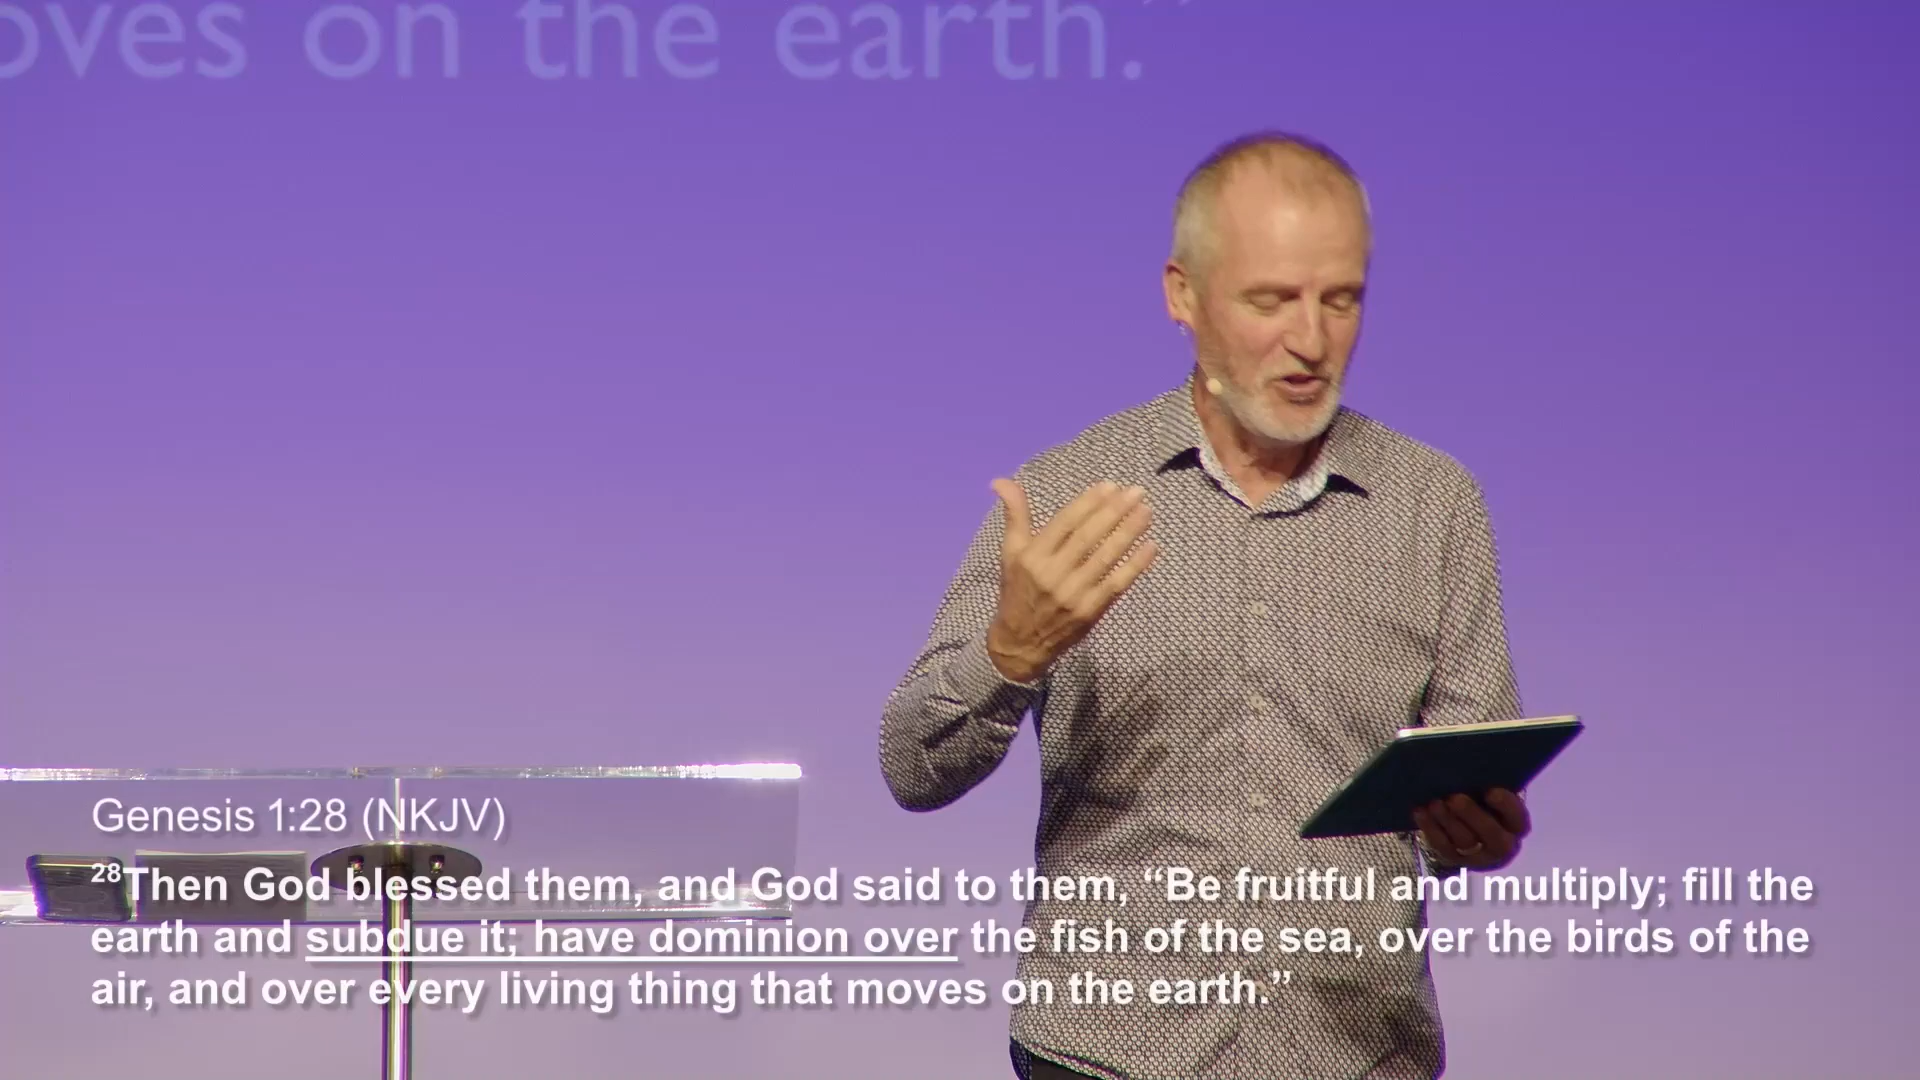 oves on the earth.”
Genesis 1:28 (NKJV)
28Then God blessed them, and God said to them, “Be fruitful and multiply; fill the
earth and subdue it; have dominion over the fish of the sea, over the birds of the
air, and over every living thing that moves on the earth.”